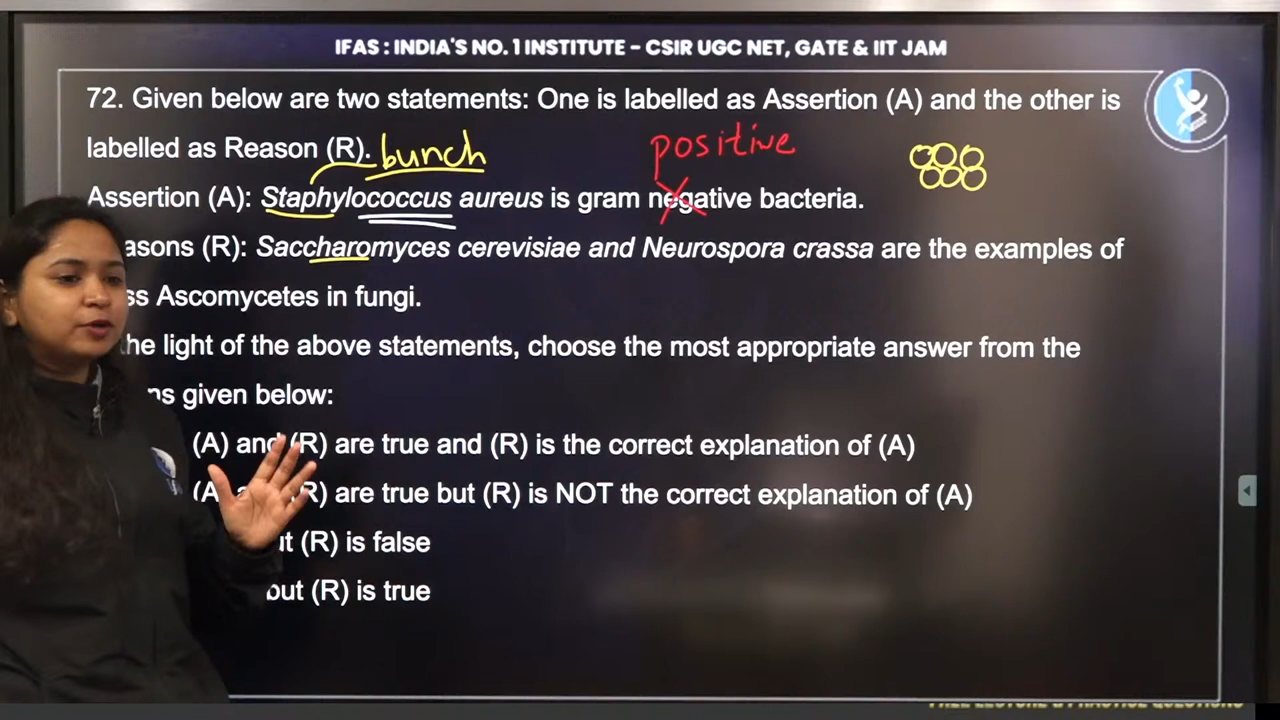 IFAS : INDIA'S NO. 1 INSTITUTE - CSIR UGC NET, GATE & IIT JAM
72. Given below are two statements: One is labelled as Assertion (A) and the other is
positive
labelled as Reason (R). bunch
Assertion (A): Staphylococcus aureus is gram negative bacteria.
asons (R): Saccharomyces cerevisiae and Neurospora crassa are the examples of
ss Ascomycetes in fungi.
the light of the above statements, choose the most appropriate answer from the
ns given below:
(A) and (R) are true and (R) is the correct explanation of (A)
(A) R) are true but (R) is NOT the correct explanation of (A)
ut (R) is false
but (R) is true